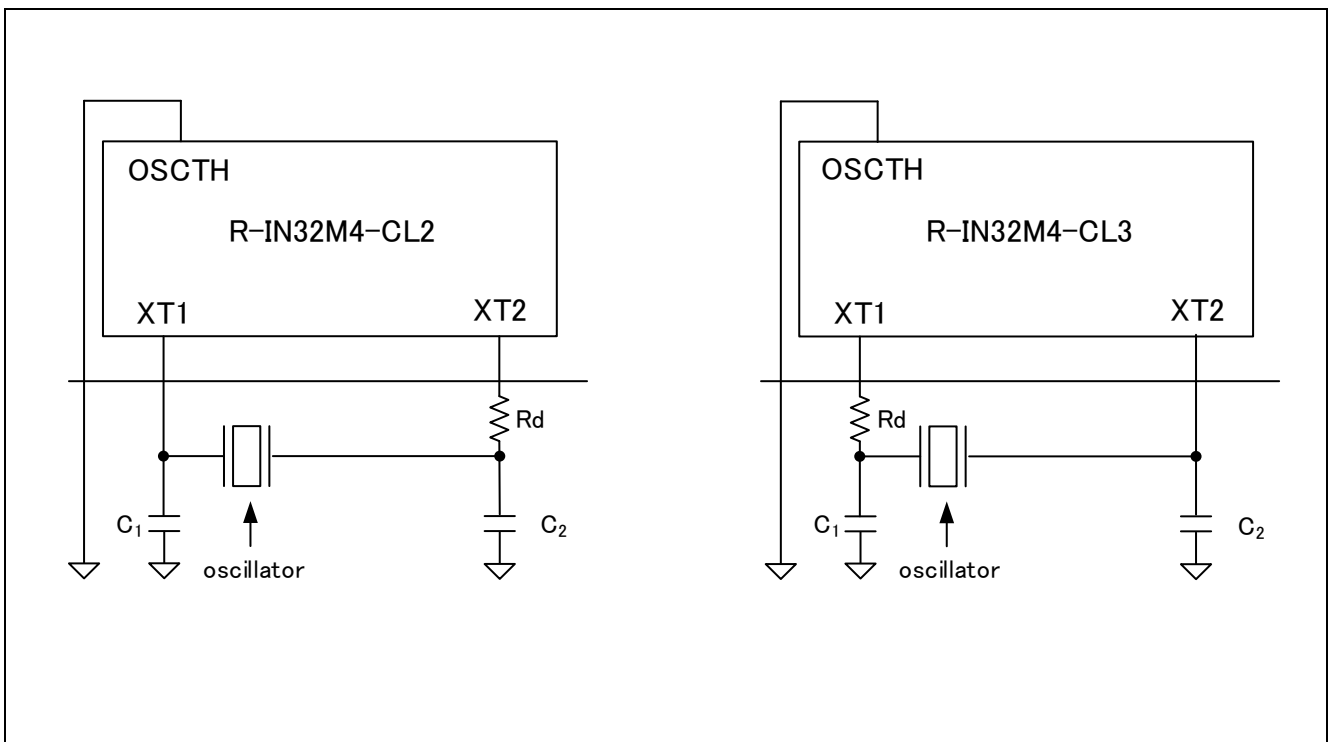 OSCTH
R-IN32M4-CL2
XT1
XT2
Rd
C₁
C₂
oscillator
OSCTH
R-IN32M4-CL3
XT1
XT2
Rd
C₁
C₂
oscillator